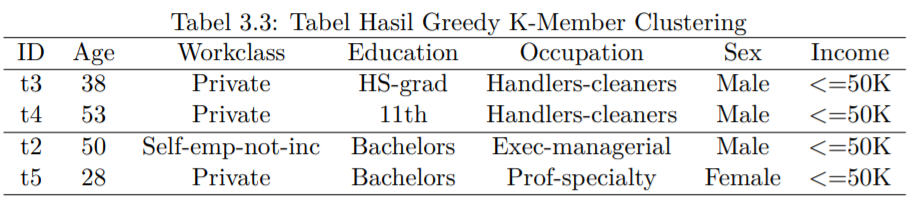 Tabel 3.3: Tabel Hasil Greedy K-Member Clustering
ID Age Workclass Education Occupation Sex Income
t3 38 Private HS-grad Handlers-cleaners Male <=50K
t4 53 Private 11th Handlers-cleaners Male <=50K
t2 50 Self-emp-not-inc Bachelors Exec-managerial Male <=50K
t5 28 Private Bachelors Prof-specialty Female <=50K